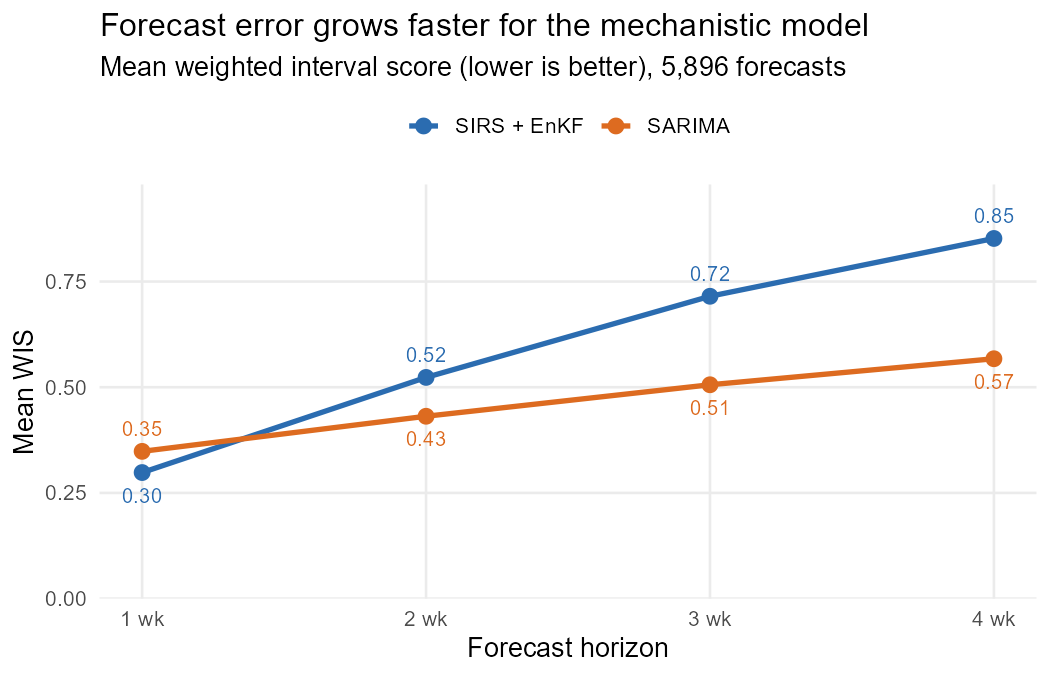 Forecast error grows faster for the mechanistic model
Mean weighted interval score (lower is better), 5,896 forecasts
SIRS + EnKF SARIMA
0.85
0.72
0.75
0.52
0.57
0.50
0.51
0.35
0.43
0.30
0.25
0.00
Mean WIS
1 wk 2 wk 3 wk 4 wk
Forecast horizon